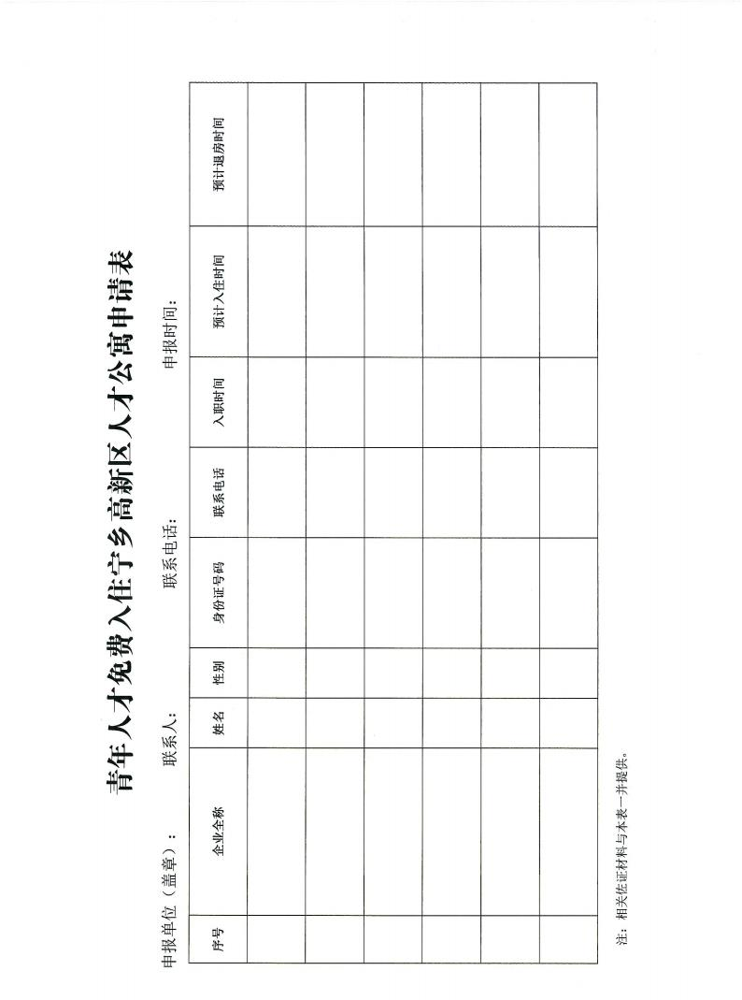 青年人才免费入住宁乡高新区人才公寓申请表
申报单位（盖章）： 联系人： 联系电话： 申报时间：
序号 企业全称 姓名 性别 身份证号码 联系电话 入职时间 预计入住时间 预计退房时间
注：相关佐证材料与本表一并提供。